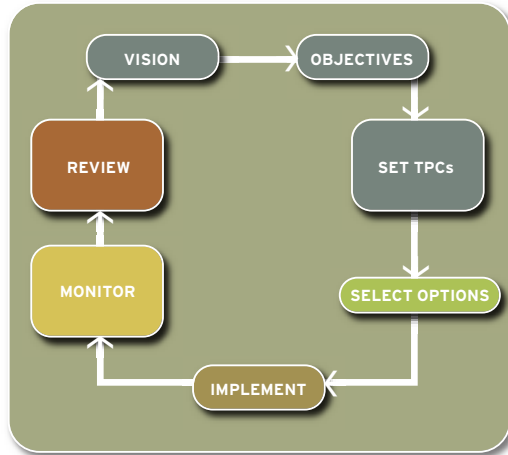 VISION
OBJECTIVES
SET TPCs
SELECT OPTIONS
IMPLEMENT
MONITOR
REVIEW